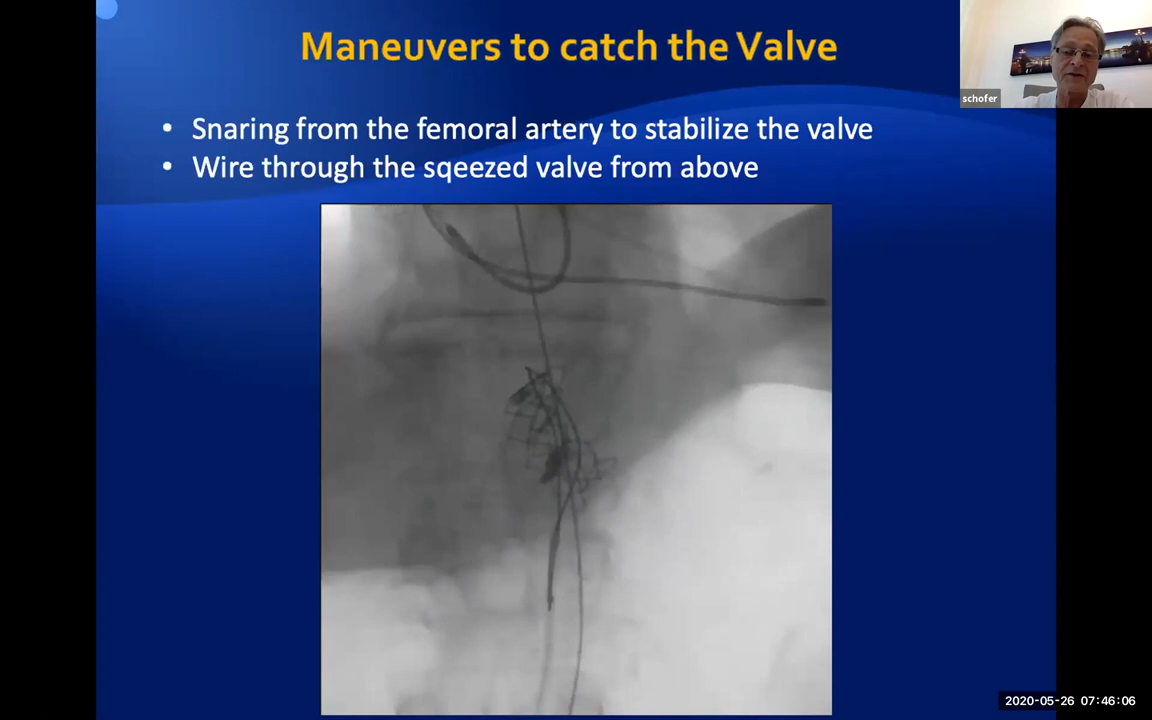 Maneuvers to catch the Valve
schofer
• Snaring from the femoral artery to stabilize the valve
• Wire through the sqeezed valve from above
2020-05-26 07:46:06